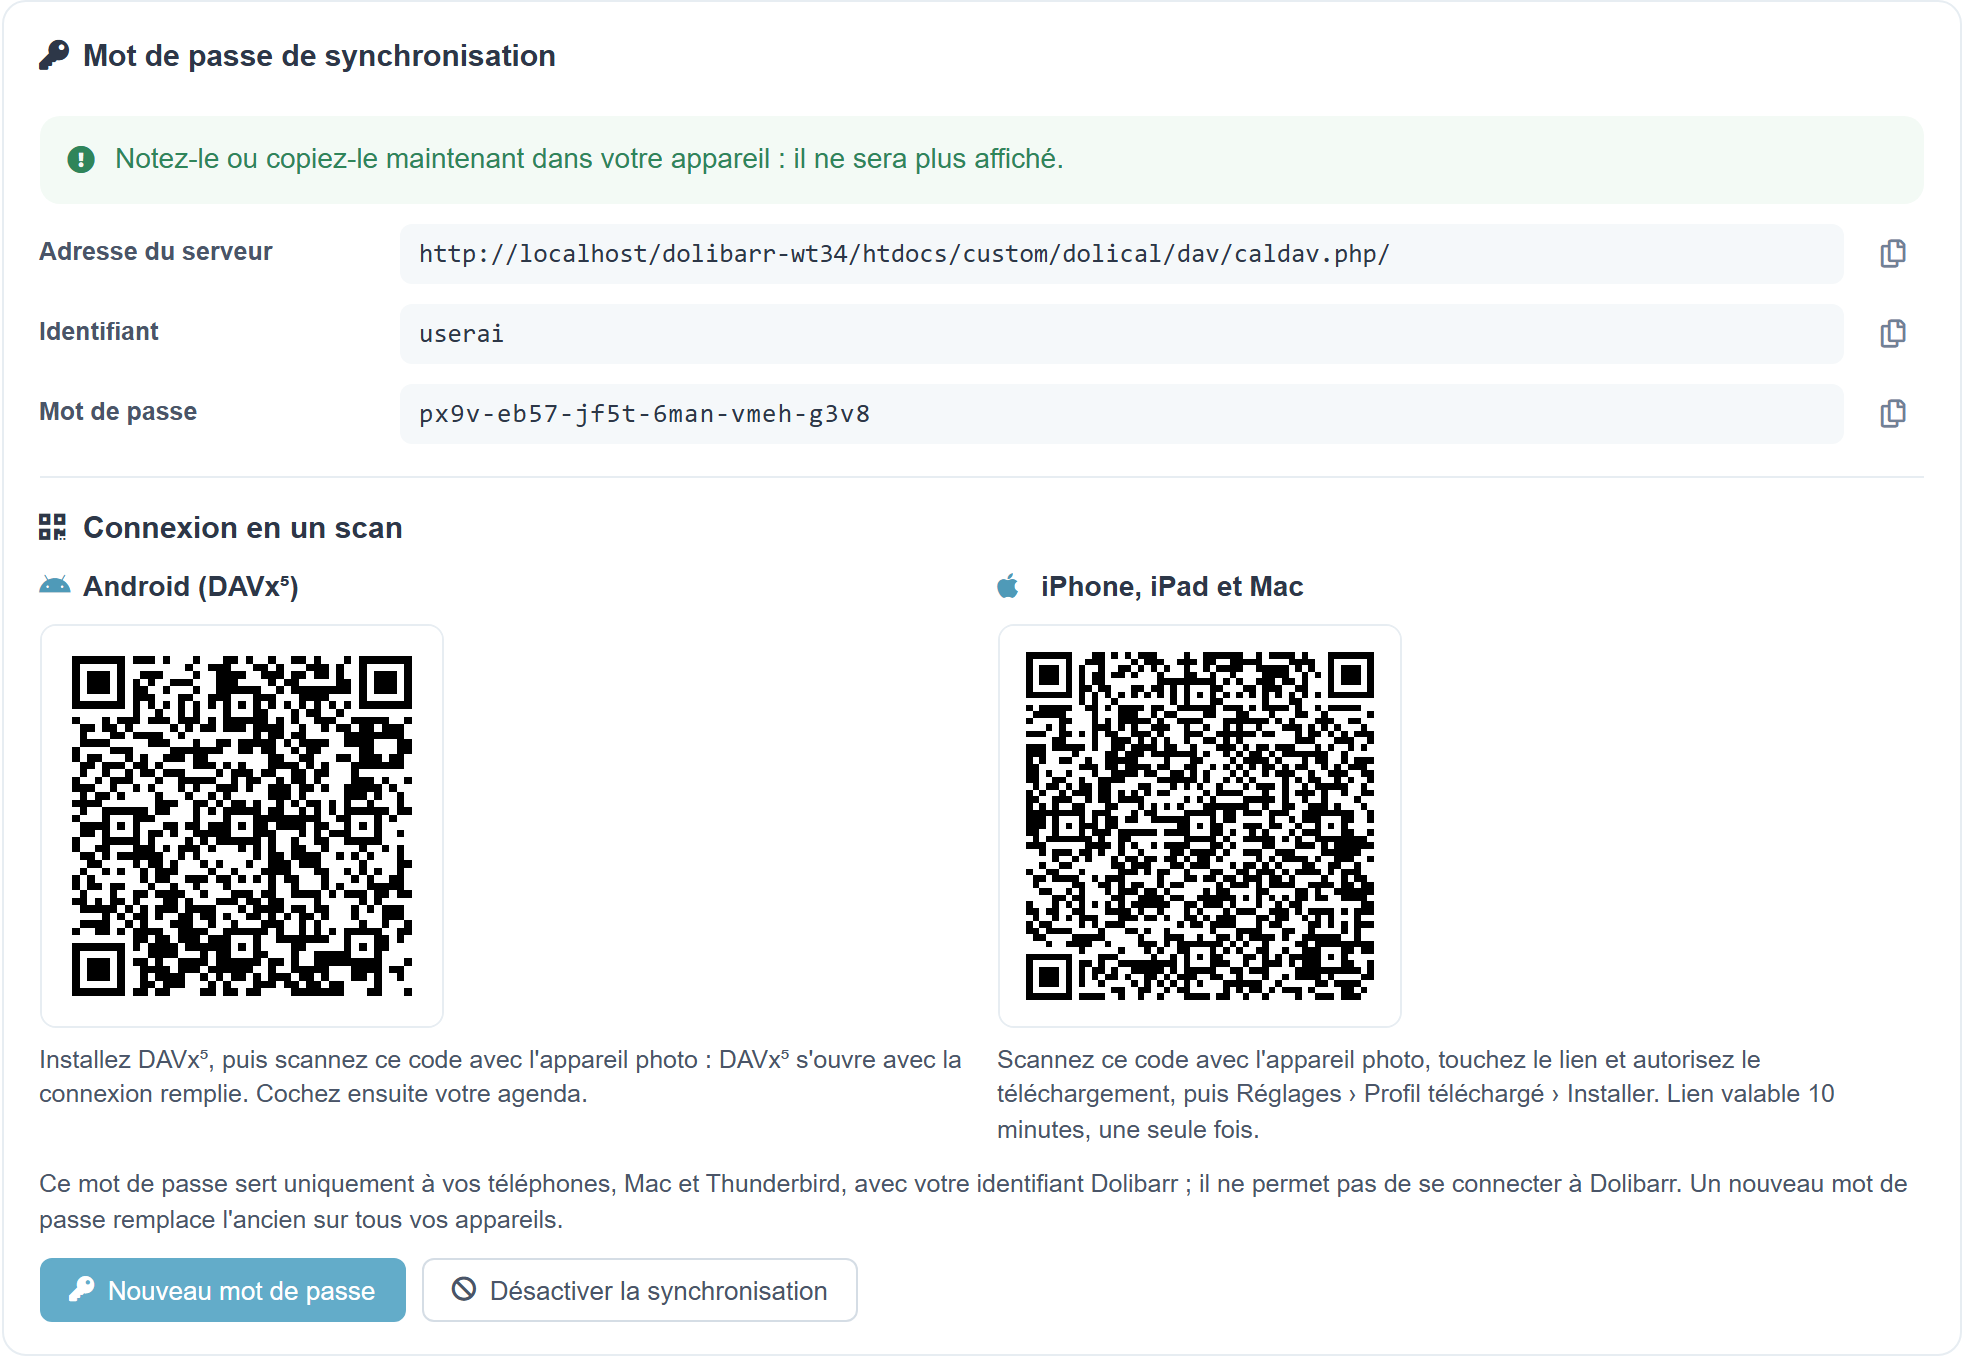 Mot de passe de synchronisation
Notez-le ou copiez-le maintenant dans votre appareil : il ne sera plus affiché.
Adresse du serveur
http://localhost/dolibarr-wt34/htdocs/custom/dolical/dav/caldav.php/
Identifiant
userai
Mot de passe
px9v-eb57-jf5t-6man-vmeh-g3v8
Connexion en un scan
Android (DAVx⁵)
Installez DAVx⁵, puis scannez ce code avec l'appareil photo : DAVx⁵ s'ouvre avec la
connexion remplie. Cochez ensuite votre agenda.
iPhone, iPad et Mac
Scannez ce code avec l'appareil photo, touchez le lien et autorisez le
téléchargement, puis Réglages › Profil téléchargé › Installer. Lien valable 10
minutes, une seule fois.
Ce mot de passe sert uniquement à vos téléphones, Mac et Thunderbird, avec votre identifiant Dolibarr ; il ne permet pas de se connecter à Dolibarr. Un nouveau mot de
passe remplace l'ancien sur tous vos appareils.
Nouveau mot de passe
Désactiver la synchronisation